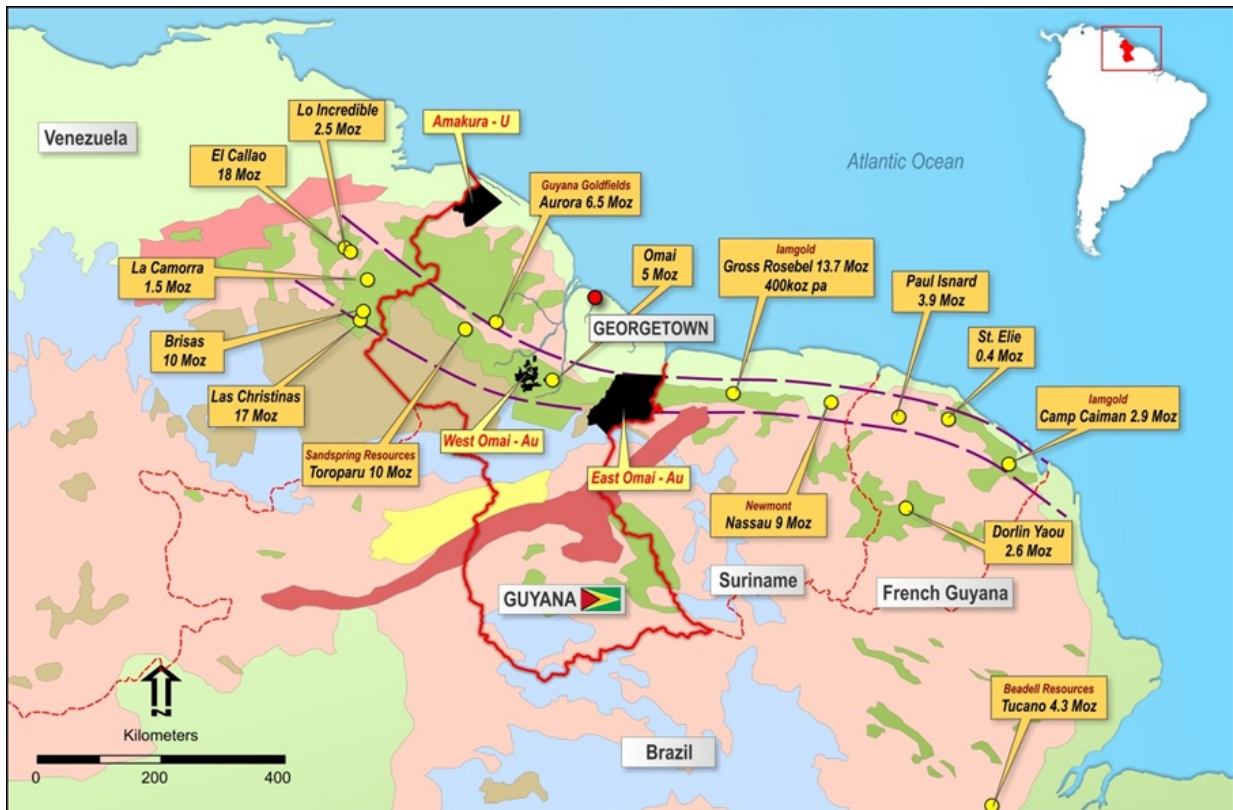 Lo Incredible
2.5 Moz
Amakura - U
Venezuela
El Callao
18 Moz
Guyana Goldfields
Aurora 6.5 Moz
Atlantic Ocean
Omai
5 Moz
Iamgold
Gross Rosebel 13.7 Moz
400koz pa
La Camorra
1.5 Moz
Paul Isnard
3.9 Moz
GEORGETOWN
St. Elie
0.4 Moz
Brisas
10 Moz
Las Christinas
17 Moz
Iamgold
Camp Caiman 2.9 Moz
West Omai - Au
Sandspring Resources
Toroparu 10 Moz
East Omai - Au
Newmont
Nassau 9 Moz
Dorlin Yaou
2.6 Moz
Suriname
French Guyana
GUYANA
N
Beadell Resources
Tucano 4.3 Moz
Kilometers
Brazil
0
200
400